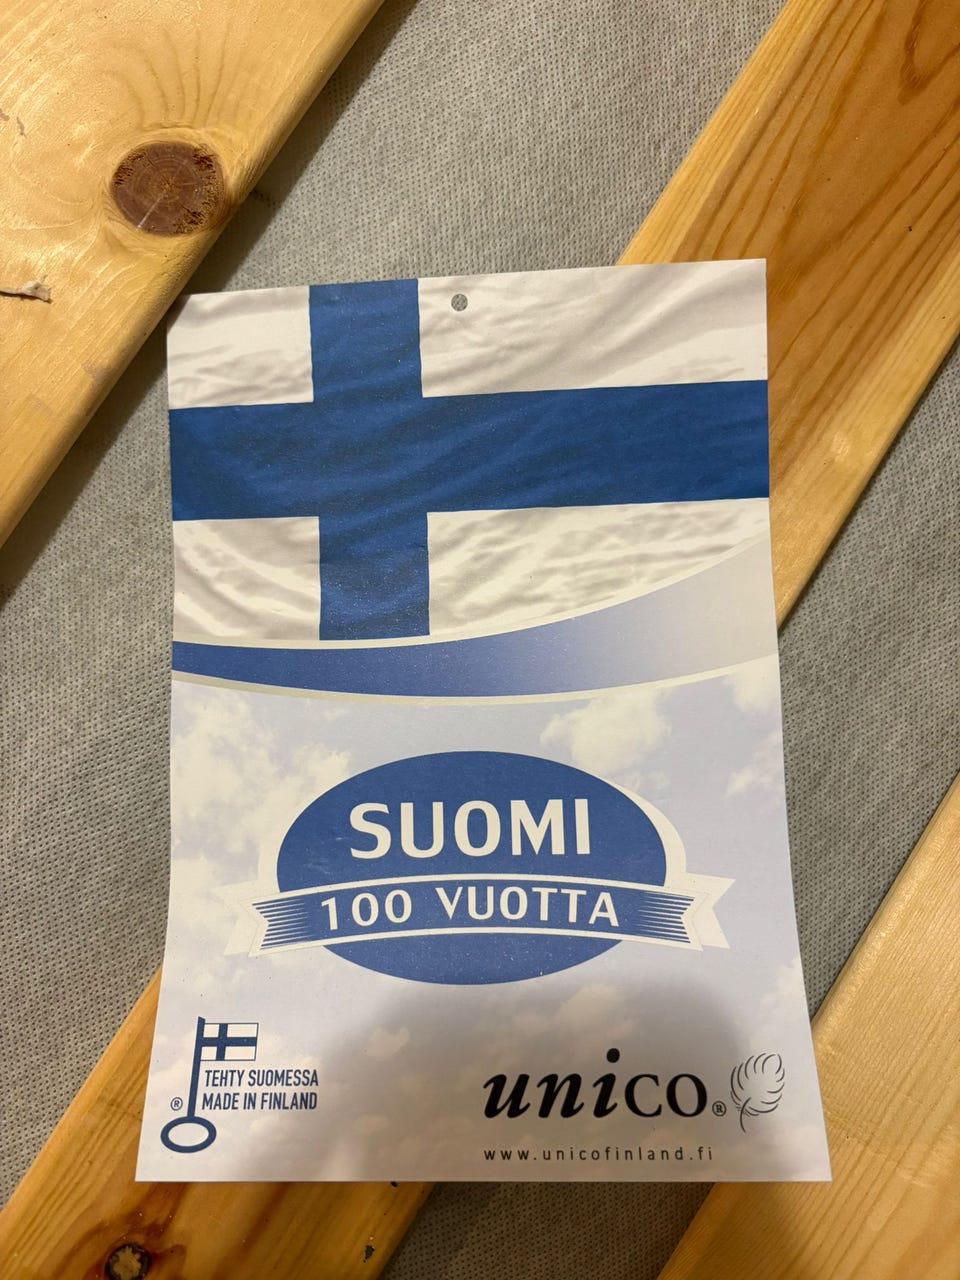 SUOMI
100 VUOTTA
TEHTY SUOMESSA
® MADE IN FINLAND
unico®
www.unicofinland.fi